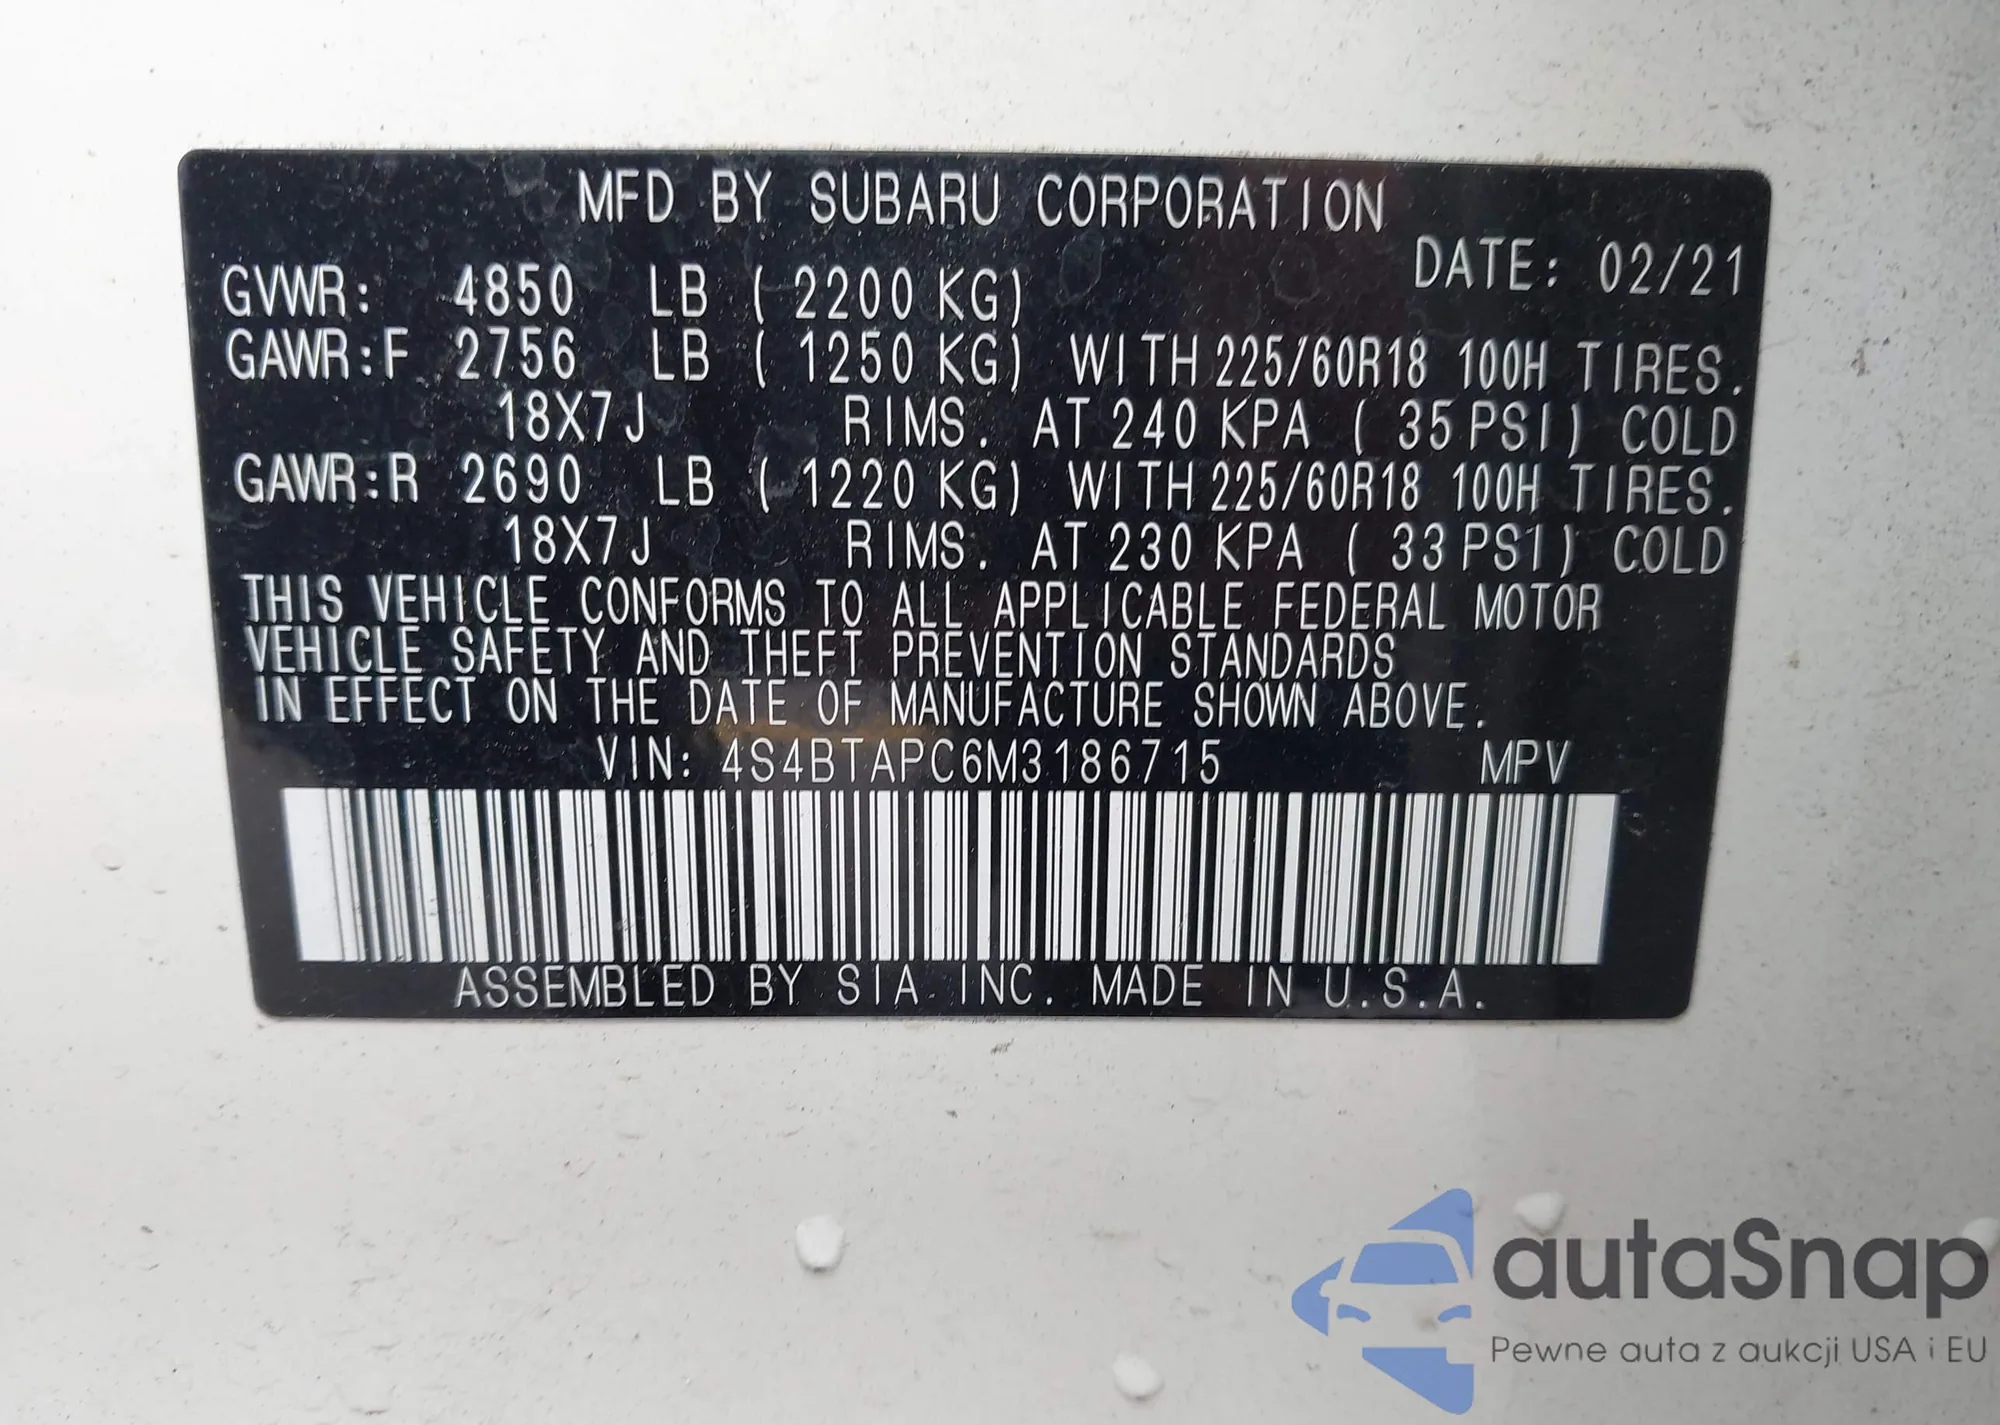 MFD BY SUBARU CORPORATION
DATE: 02/21
GVWR: 4850 LB ( 2200 KG)
GAWR:F 2756 LB ( 1250 KG) WITH 225/60R18 100H TIRES.
18X7J RIMS. AT 240 KPA ( 35 PSI) COLD
GAWR:R 2690 LB ( 1220 KG) WITH 225/60R18 100H TIRES.
18X7J RIMS. AT 230 KPA ( 33 PSI) COLD
THIS VEHICLE CONFORMS TO ALL APPLICABLE FEDERAL MOTOR
VEHICLE SAFETY AND THEFT PREVENTION STANDARDS
IN EFFECT ON THE DATE OF MANUFACTURE SHOWN ABOVE.
VIN: 4S4BTAPC6M3186715 MPV
ASSEMBLED BY SIA INC. MADE IN U.S.A.
autaSnap
Pewne auta z aukcji USA i EU